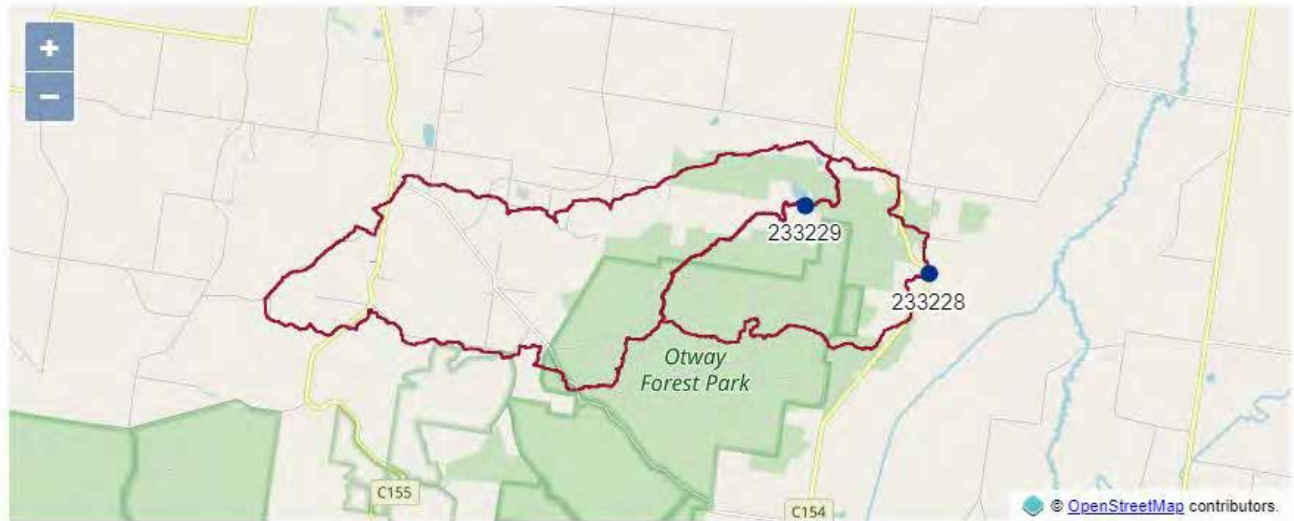 +
−
233229
233228
Otway
Forest Park
C155
C154
© OpenStreetMap contributors.